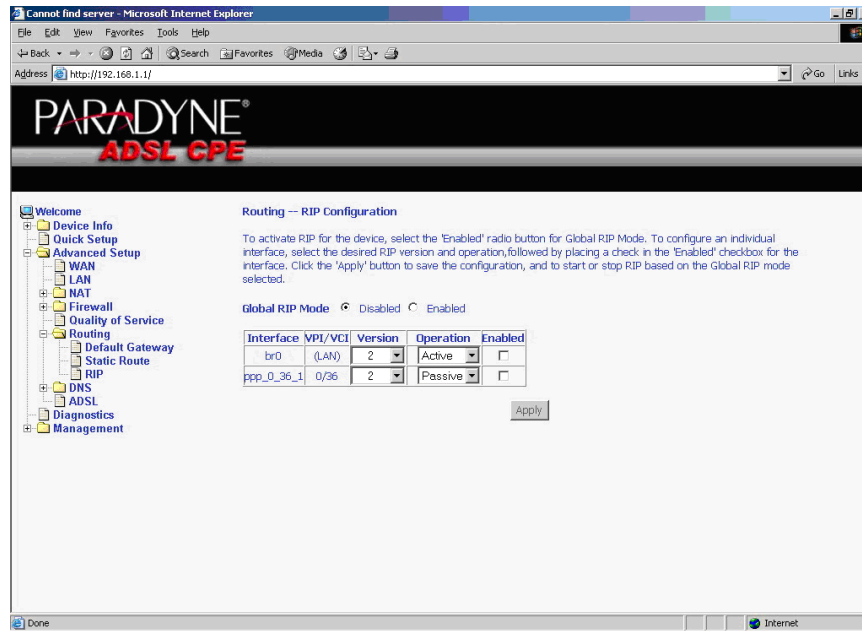 Cannot find server - Microsoft Internet Explorer
File Edit View Favorites Tools Help
Back Search Favorites Media
Address http://192.168.1.1/ Go Links
PARADYNE®
ADSL CPE
Welcome
Device Info
Quick Setup
Advanced Setup
WAN
LAN
NAT
Firewall
Quality of Service
Routing
Default Gateway
Static Route
RIP
DNS
ADSL
Diagnostics
Management
Routing -- RIP Configuration
To activate RIP for the device, select the 'Enabled' radio button for Global RIP Mode. To configure an individual
interface, select the desired RIP version and operation,followed by placing a check in the 'Enabled' checkbox for the
interface. Click the 'Apply' button to save the configuration, and to start or stop RIP based on the Global RIP mode
selected.
Global RIP Mode Disabled Enabled
Interface VPI/VCI Version Operation Enabled
br0 (LAN) 2 Active
ppp_0_36_1 0/36 2 Passive
Apply
Done Internet